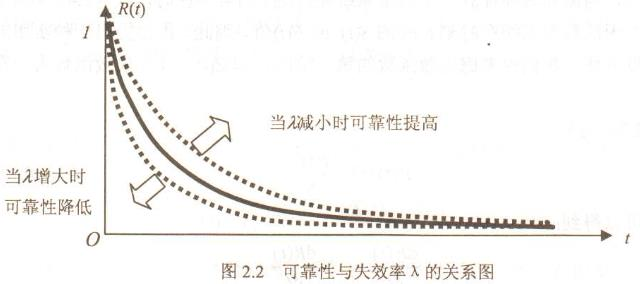 R(t)
1
当λ减小时可靠性提高
当λ增大时
可靠性降低
O
t
图 2.2 可靠性与失效率 λ 的关系图